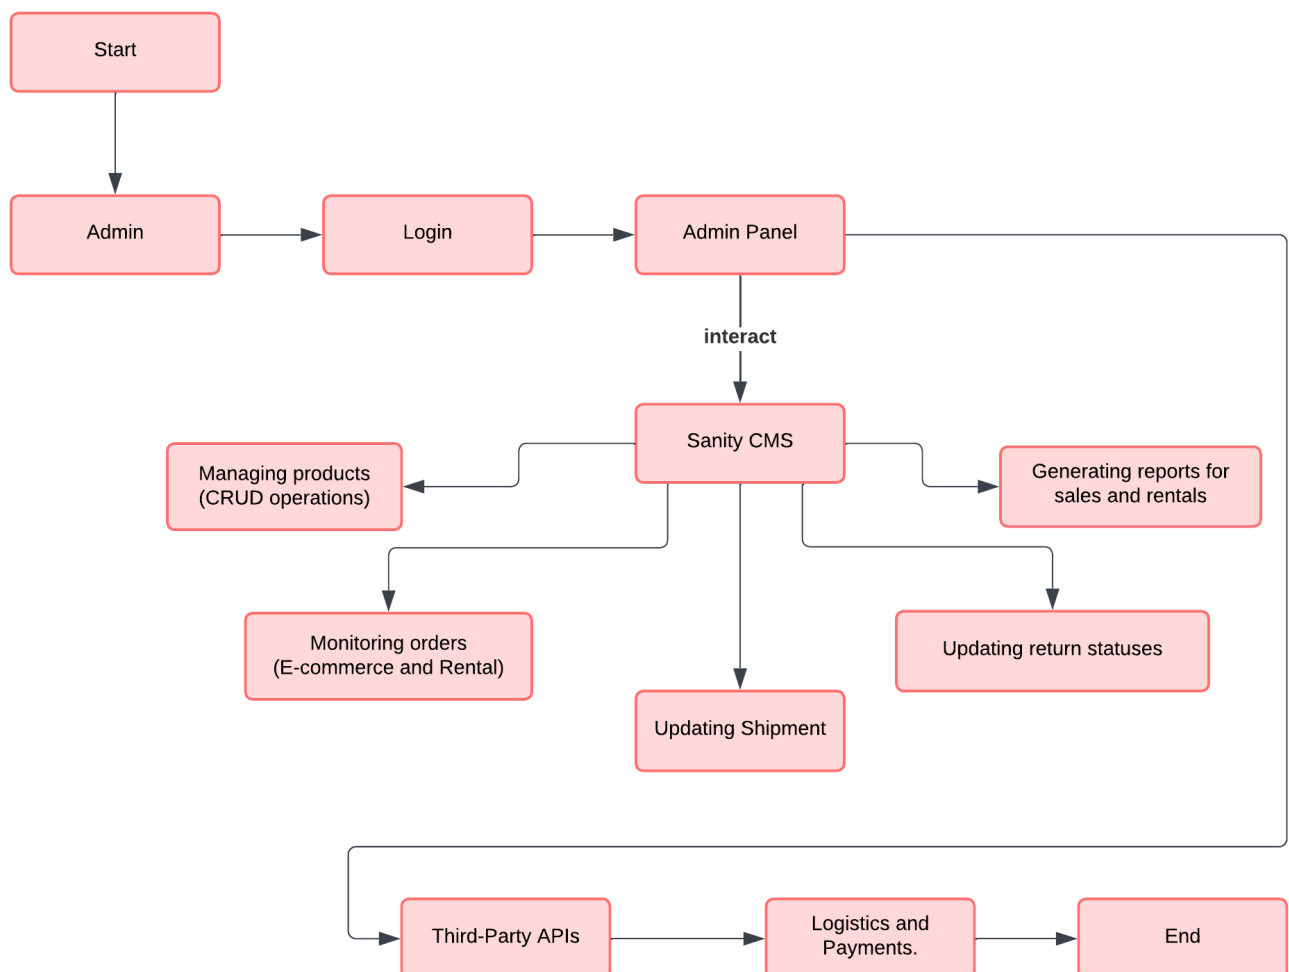 Start
Admin
Login
Admin Panel
interact
Sanity CMS
Managing products
(CRUD operations)
Generating reports for
sales and rentals
Monitoring orders
(E-commerce and Rental)
Updating return statuses
Updating Shipment
Third-Party APIs
Logistics and
Payments.
End